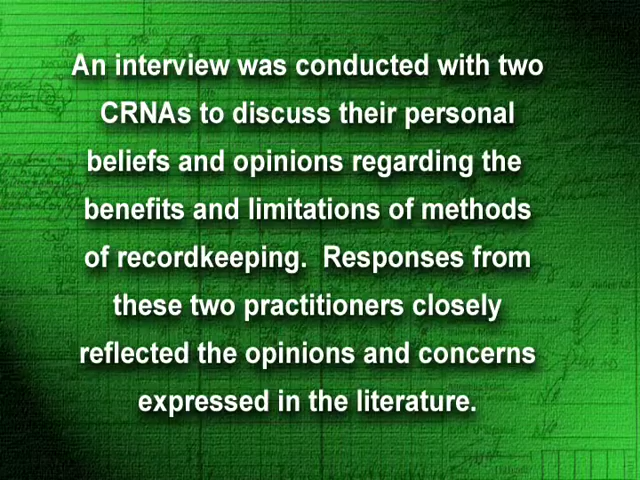 An interview was conducted with two
CRNAs to discuss their personal
beliefs and opinions regarding the
benefits and limitations of methods
of recordkeeping.  Responses from
these two practitioners closely
reflected the opinions and concerns
expressed in the literature.